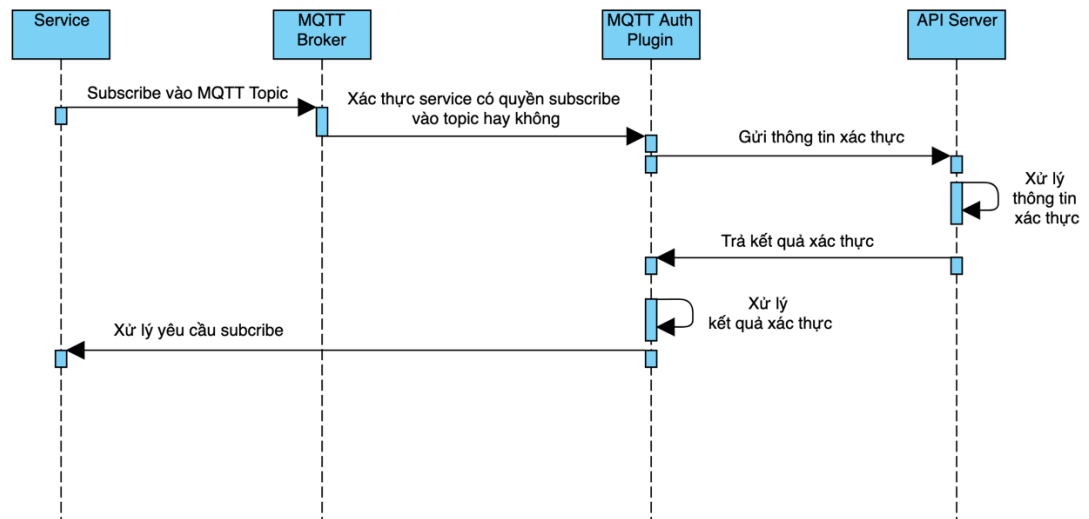 Service
MQTT
Broker
MQTT Auth
Plugin
API Server
Subscribe vào MQTT Topic
Xác thực service có quyền subscribe
vào topic hay không
Gửi thông tin xác thực
Xử lý
thông tin
xác thực
Trả kết quả xác thực
Xử lý
kết quả xác thực
Xử lý yêu cầu subcribe